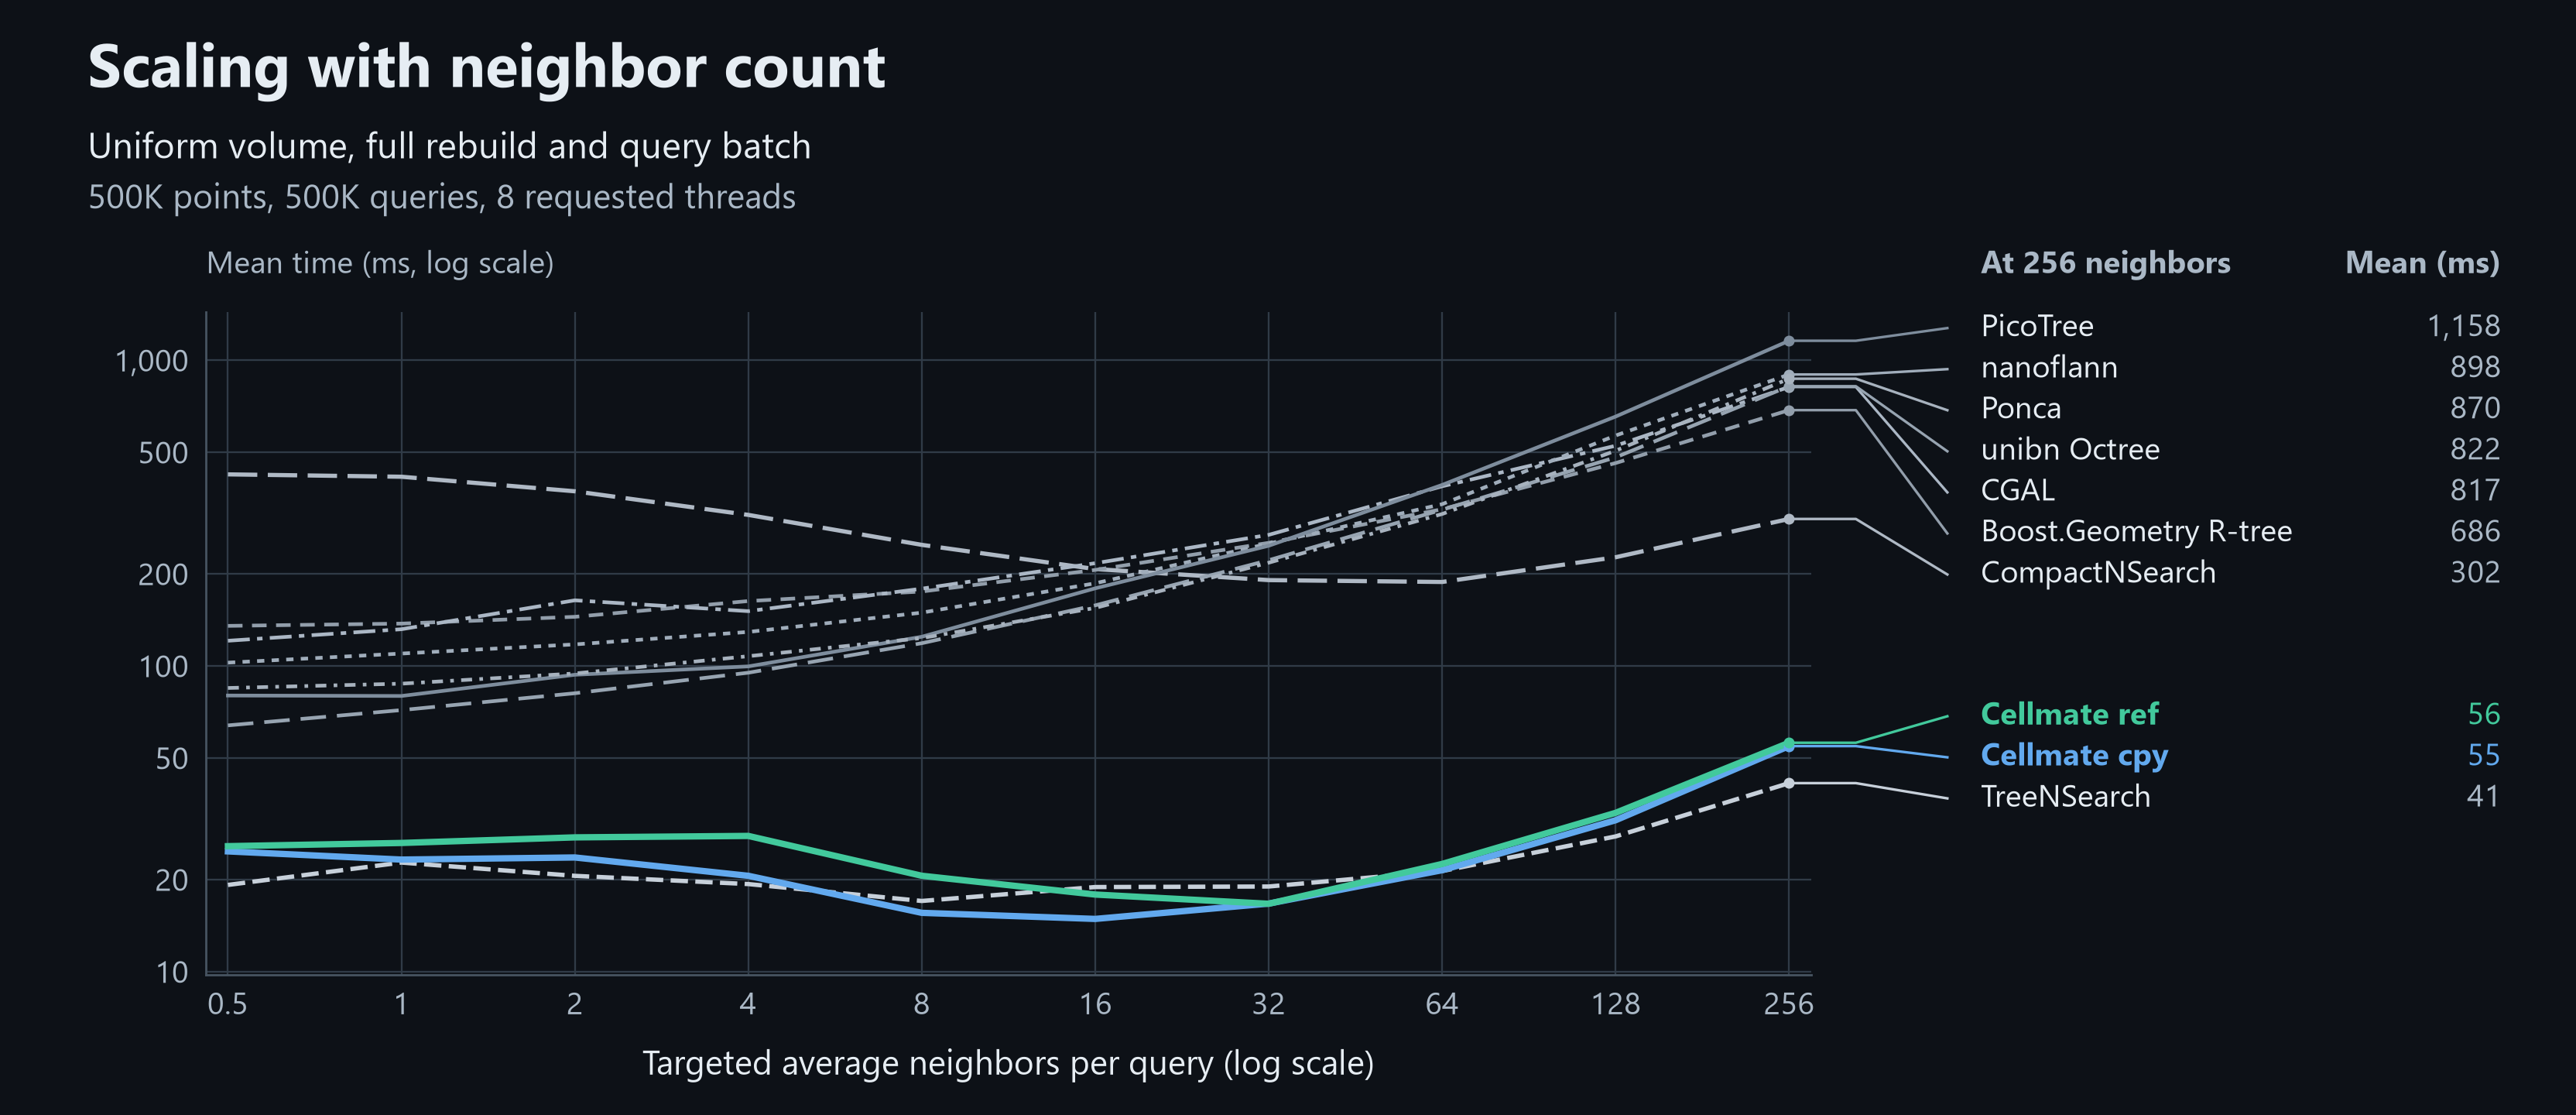 Scaling with neighbor count
Uniform volume, full rebuild and query batch
500K points, 500K queries, 8 requested threads
Mean time (ms, log scale)
1,000
500
200
100
50
20
10
0.5 1 2 4 8 16 32 64 128 256
Targeted average neighbors per query (log scale)
At 256 neighbors Mean (ms)
PicoTree 1,158
nanoflann 898
Ponca 870
unibn Octree 822
CGAL 817
Boost.Geometry R-tree 686
CompactNSearch 302
Cellmate ref 56
Cellmate cpy 55
TreeNSearch 41